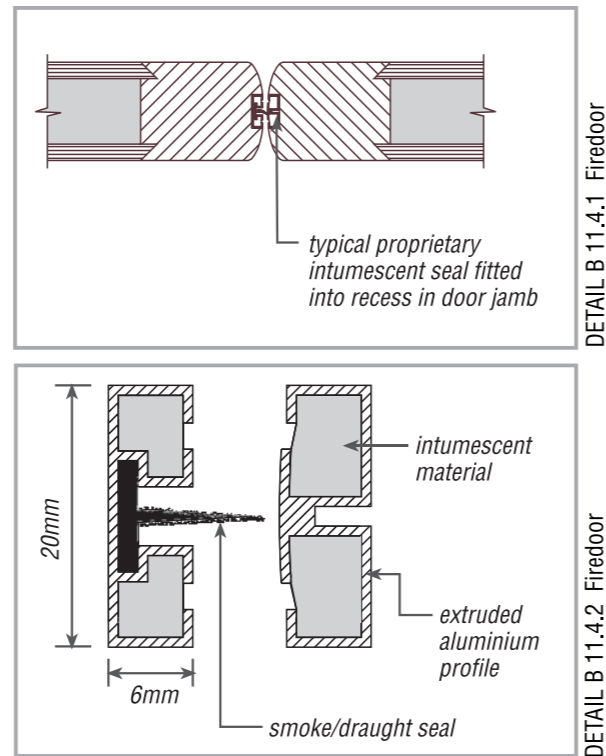 typical proprietary
intumescent seal fitted
into recess in door jamb
DETAIL B 11.4.1 Firedoor
20mm
6mm
intumescent
material
extruded
aluminium
profile
smoke/draught seal
DETAIL B 11.4.2 Firedoor